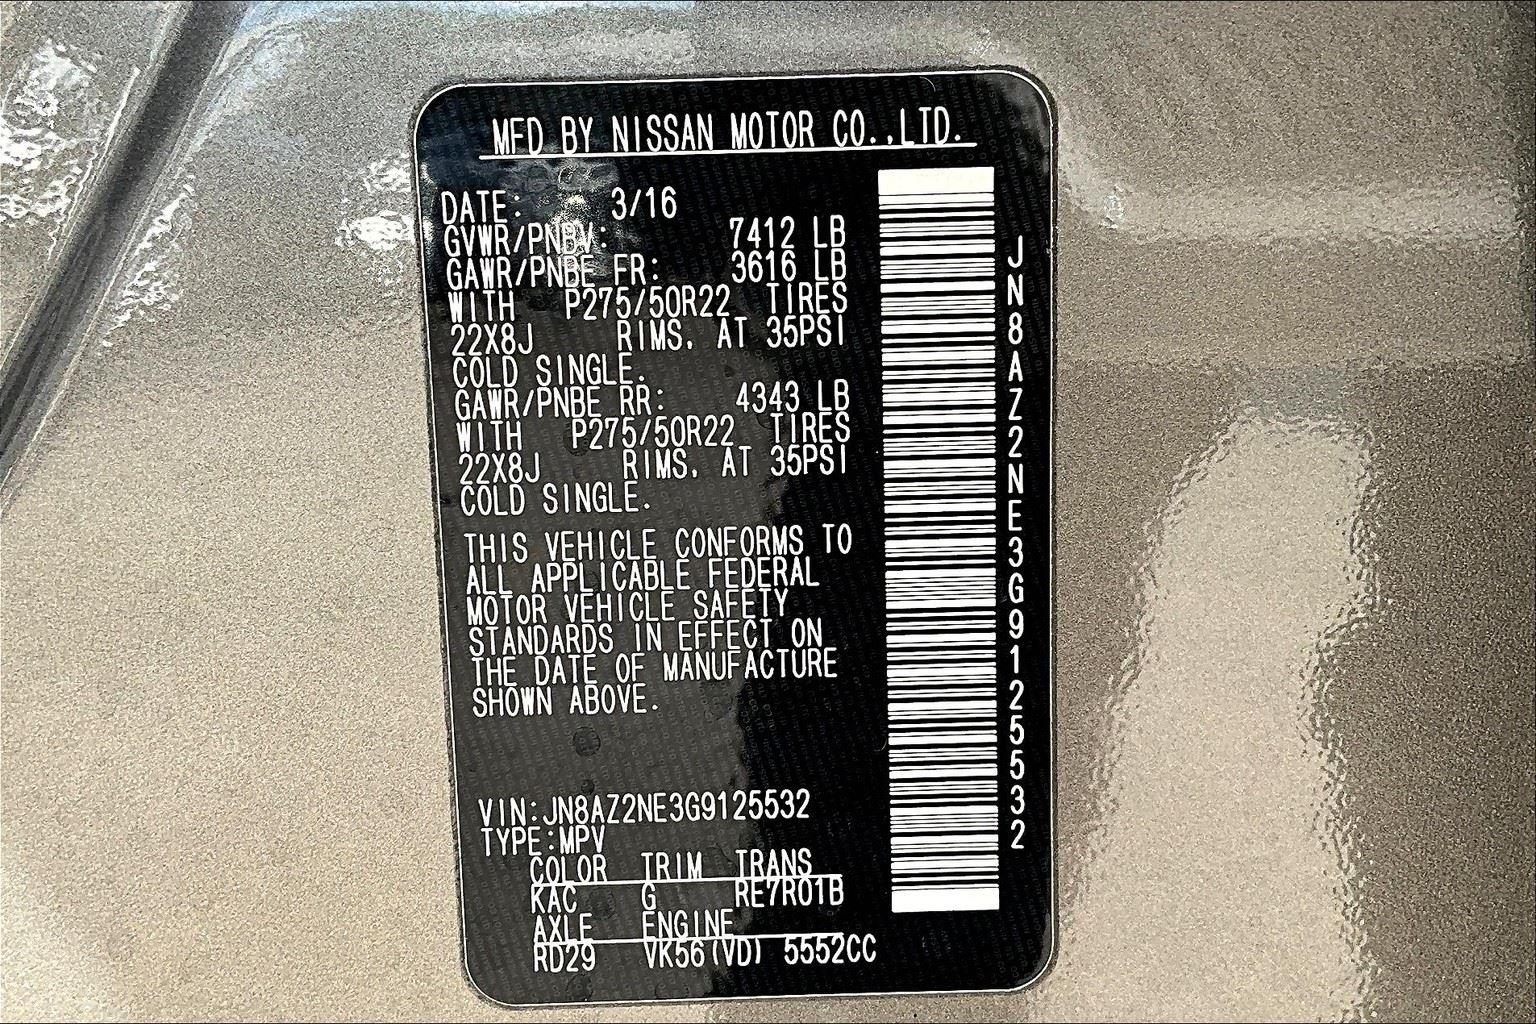 MFD BY NISSAN MOTOR CO.,LTD.
DATE: 3/16
GVWR/PNBV: 7412 LB
GAWR/PNBE FR: 3616 LB
WITH P275/50R22 TIRES
22X8J RIMS. AT 35PSI
COLD SINGLE.
GAWR/PNBE RR: 4343 LB
WITH P275/50R22 TIRES
22X8J RIMS. AT 35PSI
COLD SINGLE.
THIS VEHICLE CONFORMS TO
ALL APPLICABLE FEDERAL
MOTOR VEHICLE SAFETY
STANDARDS IN EFFECT ON
THE DATE OF MANUFACTURE
SHOWN ABOVE.
VIN:JN8AZ2NE3G9125532
TYPE:MPV
COLOR TRIM TRANS
KAC G RE7R01B
AXLE ENGINE
RD29 VK56(VD) 5552CC
JN8AZ2NE3G9125532